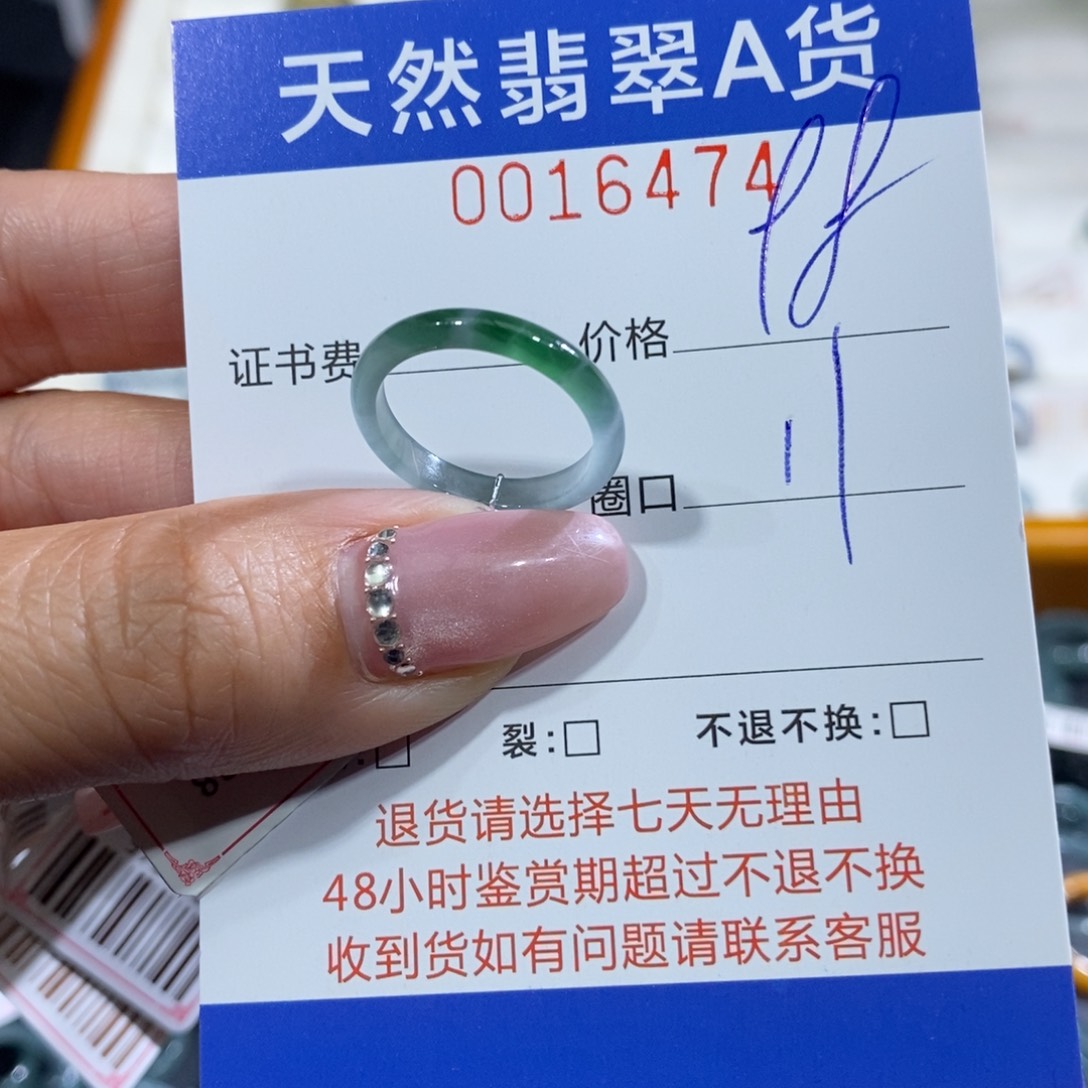 天然翡翠A货
0016474
证书费 价格
圈口 11
裂:□ 不退不换:□
退货请选择七天无理由
48小时鉴赏期超过不退不换
收到货如有问题请联系客服